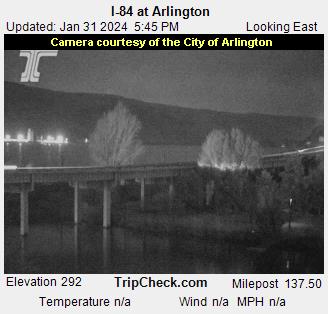 I-84 at Arlington
Updated: Jan 31 2024 5:45 PM Looking East
Camera courtesy of the City of Arlington
Elevation 292 TripCheck.com Milepost 137.50
Temperature n/a Wind n/a MPH n/a